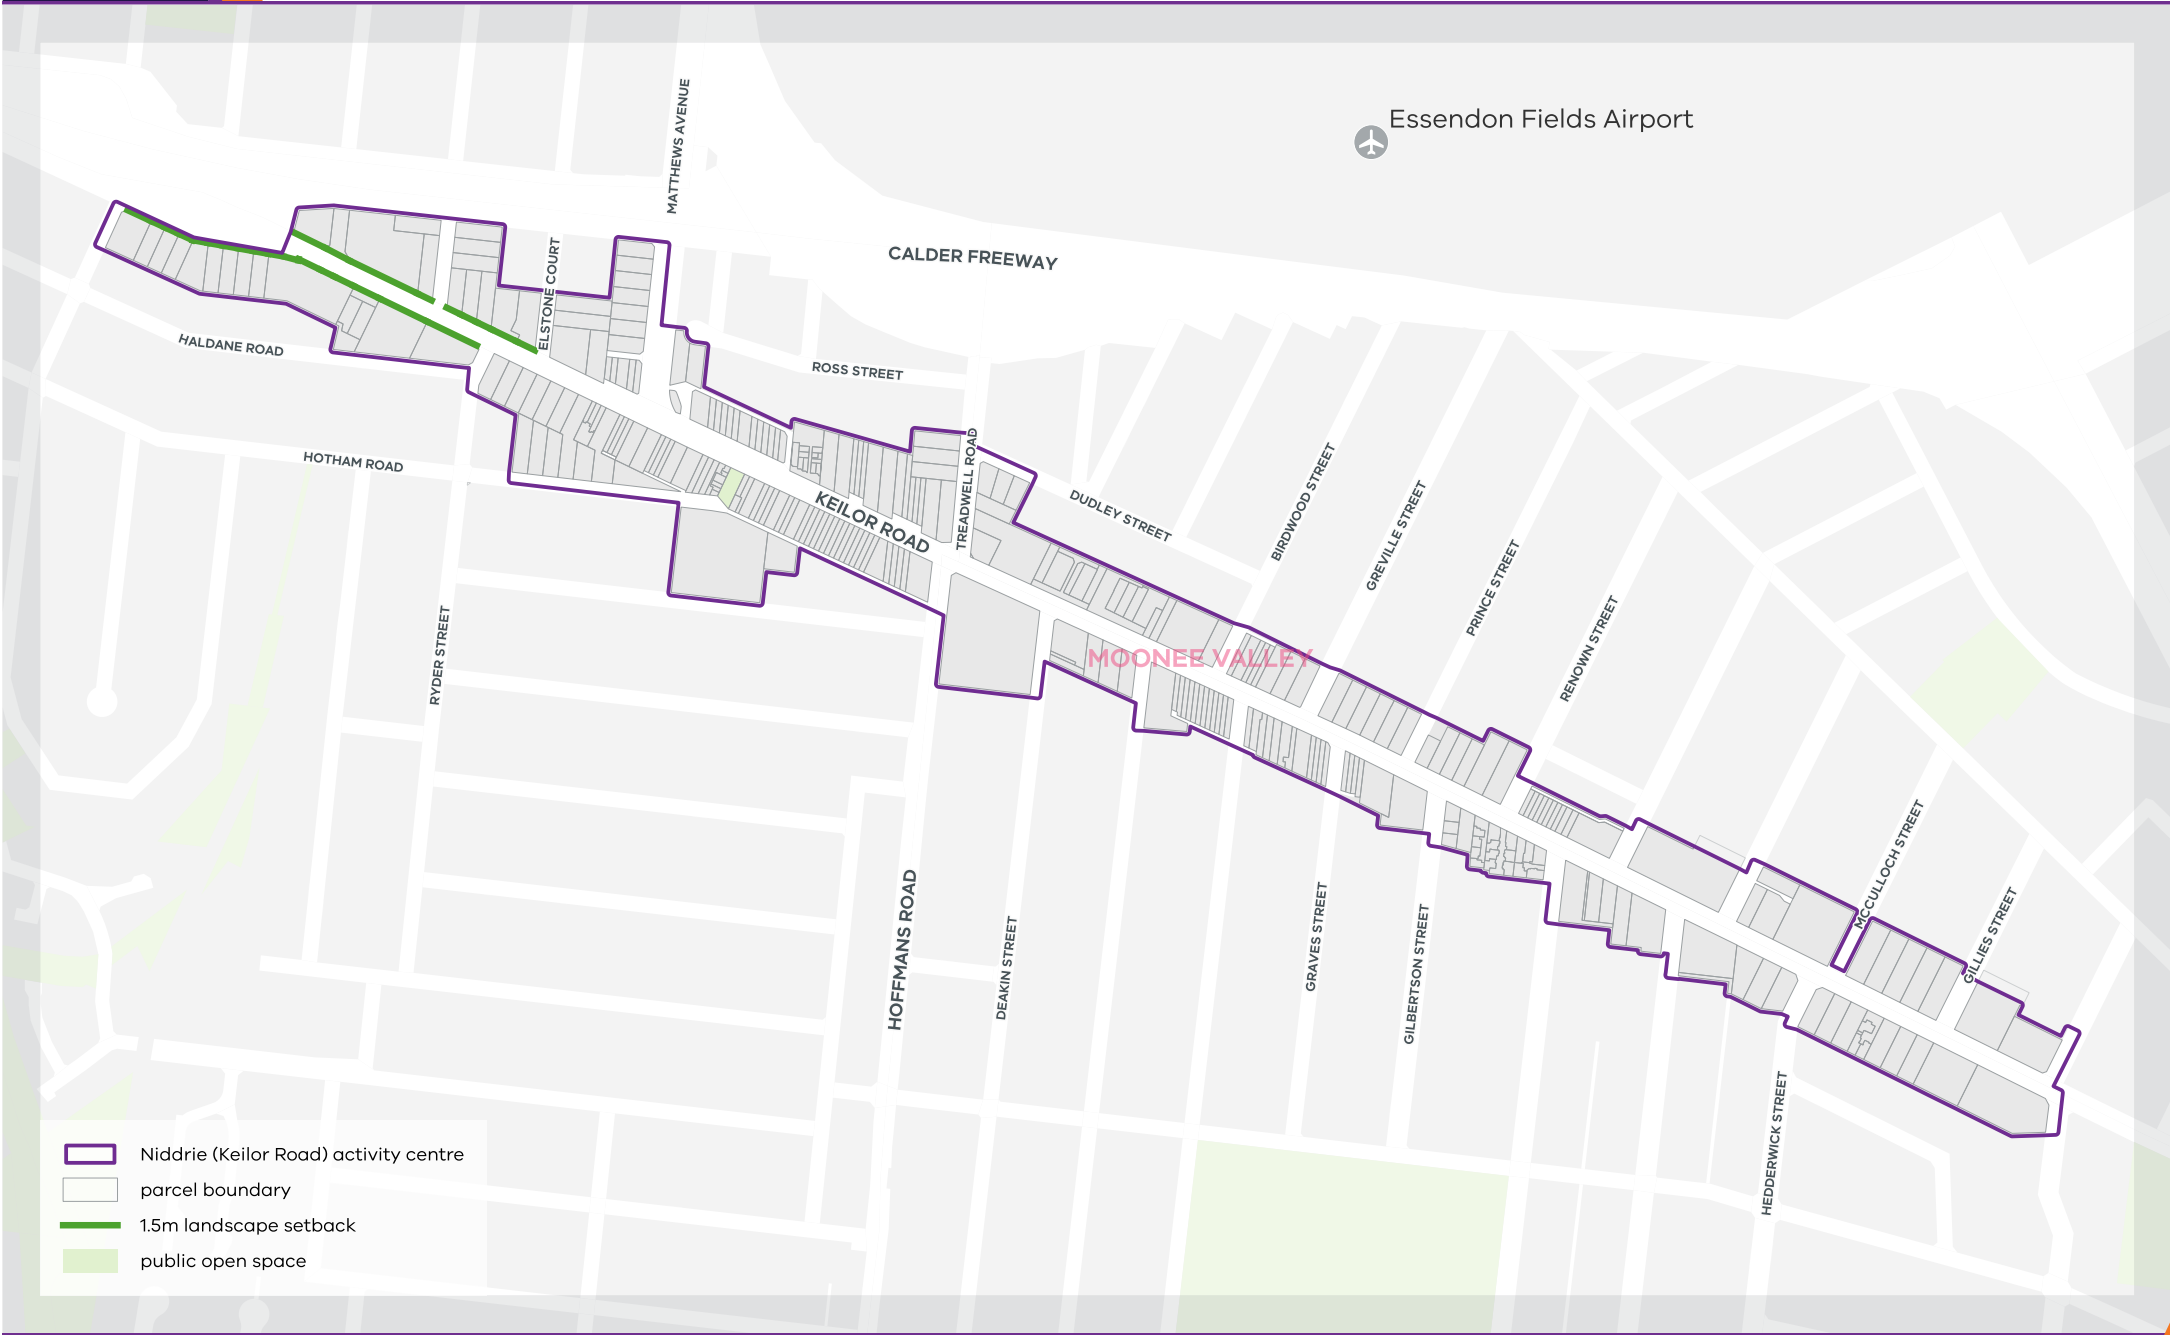 Essendon Fields Airport
MATTHEWS AVENUE
CALDER FREEWAY
ELSTONE COURT
HALDANE ROAD
ROSS STREET
HOTHAM ROAD
KEILOR ROAD
TREADWELL ROAD
DUDLEY STREET
BIRDWOOD STREET
GREVILLE STREET
PRINCE STREET
RENOWN STREET
RYDER STREET
MOONEE VALLEY
HOFFMANS ROAD
DEAKIN STREET
GRAVES STREET
GILBERTSON STREET
MCCULLOCH STREET
GILLIES STREET
HEDDERWICK STREET
Niddrie (Keilor Road) activity centre
parcel boundary
1.5m landscape setback
public open space